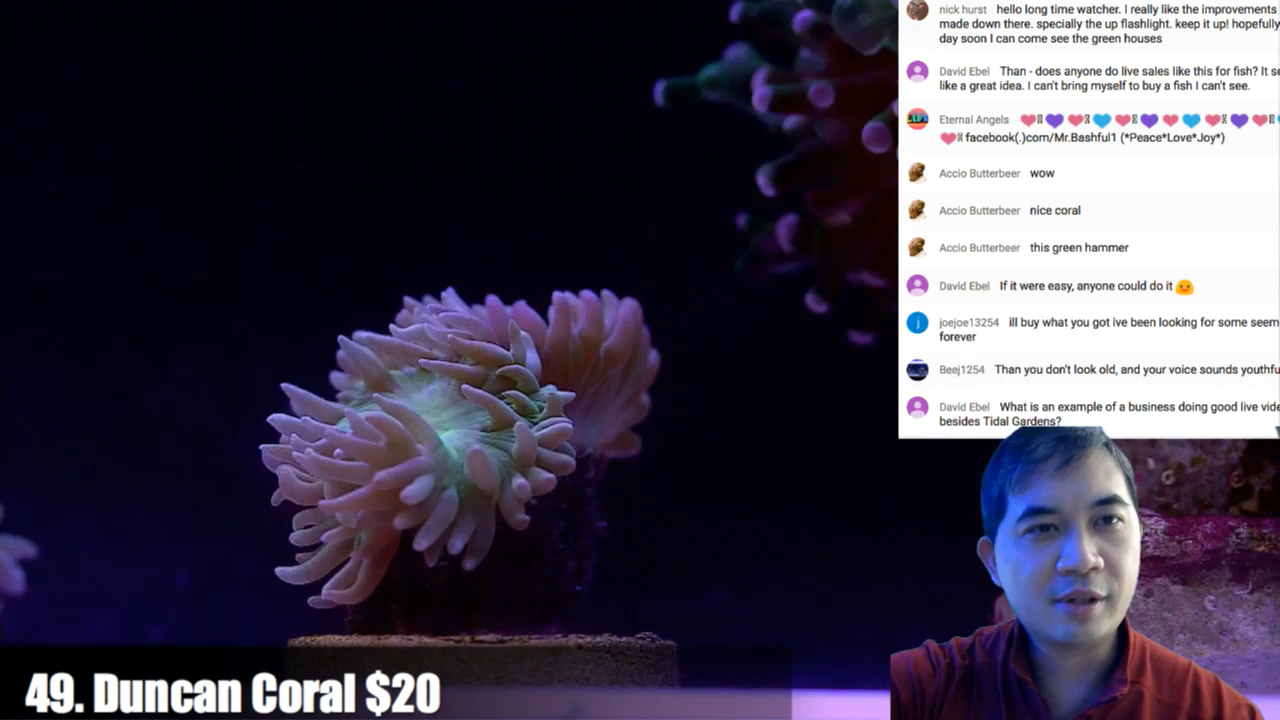 nick hurst hello long time watcher. I really like the improvements
made down there. specially the up flashlight. keep it up! hopefully
day soon I can come see the green houses
David Ebel Than - does anyone do live sales like this for fish? It
like a great idea. I can't bring myself to buy a fish I can't see.
Eternal Angels
facebook(.)com/Mr.Bashful1 (*Peace*Love*Joy*)
Accio Butterbeer wow
Accio Butterbeer nice coral
Accio Butterbeer this green hammer
David Ebel If it were easy, anyone could do it
joejoe13254 ill buy what you got ive been looking for some seem
forever
Beej1254 Than you don't look old, and your voice sounds
David Ebel What is an example of a business doing good live
besides Tidal Gardens?
49. Duncan Coral $20